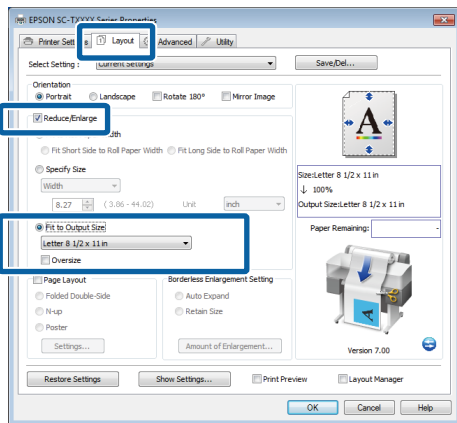 EPSON SC-TXXXX Series Properties
Printer Sett s Layout Advanced Utility
Select Setting : Current Settings Save/Del...
Orientation
Portrait Landscape Rotate 180° Mirror Image
Reduce/Enlarge
Fit Short Side to Roll Paper Width Fit Long Side to Roll Paper Width
Specify Size
Width
8.27 ( 3.86 - 44.02) Unit inch
Fit to Output Size
Letter 8 1/2 x 11 in
Oversize
Size:Letter 8 1/2 x 11 in
↓ 100%
Output Size:Letter 8 1/2 x 11 in
Paper Remaining: -
Page Layout
Folded Double-Side
N-up
Poster
Settings...
Borderless Enlargement Setting
Auto Expand
Retain Size
Amount of Enlargement...
A
Version 7.00
Restore Settings Show Settings... Print Preview Layout Manager
OK Cancel Help